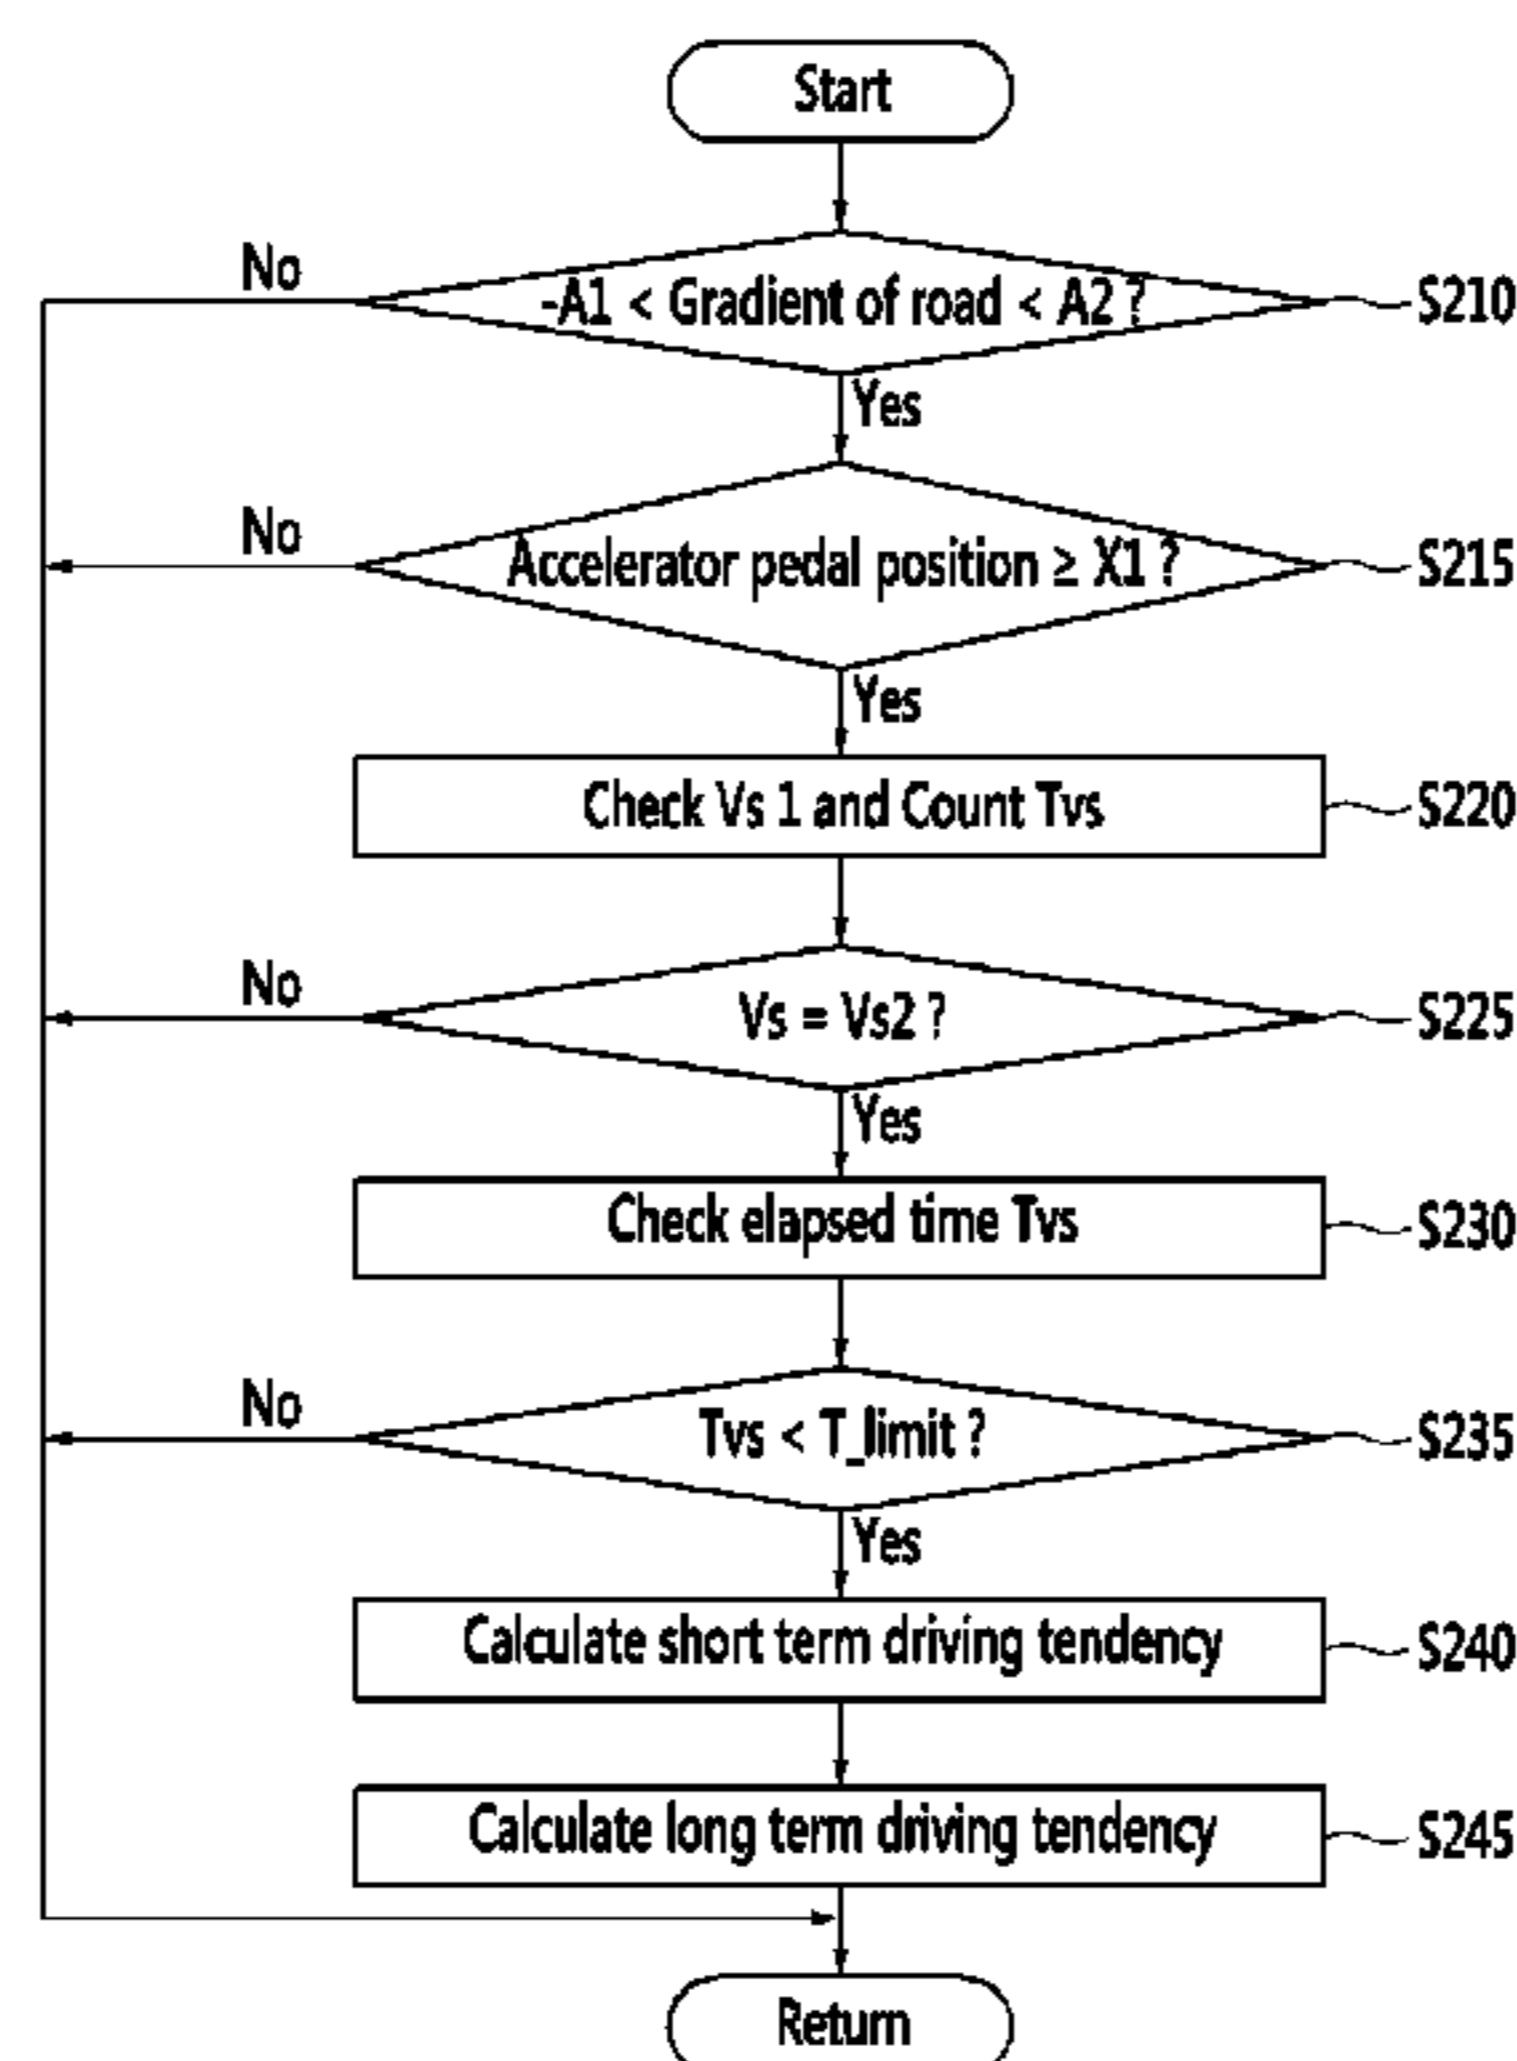 Start
No
-A1 < Gradient of road < A2 ?
S210
Yes
No
Accelerator pedal position ≥ X1 ?
S215
Yes
Check Vs 1 and Count Tvs
S220
No
Vs = Vs2 ?
S225
Yes
Check elapsed time Tvs
S230
No
Tvs < T_limit ?
S235
Yes
Calculate short term driving tendency
S240
Calculate long term driving tendency
S245
Return